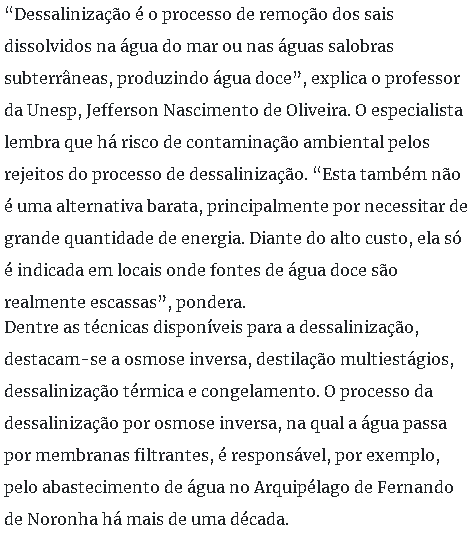 “Dessalinização é o processo de remoção dos sais
dissolvidos na água do mar ou nas águas salobras
subterrâneas, produzindo água doce”, explica o professor
da Unesp, Jefferson Nascimento de Oliveira. O especialista
lembra que há risco de contaminação ambiental pelos
rejeitos do processo de dessalinização. “Esta também não
é uma alternativa barata, principalmente por necessitar de
grande quantidade de energia. Diante do alto custo, ela só
é indicada em locais onde fontes de água doce são
realmente escassas”, pondera.
Dentre as técnicas disponíveis para a dessalinização,
destacam-se a osmose inversa, destilação multiestágios,
dessalinização térmica e congelamento. O processo da
dessalinização por osmose inversa, na qual a água passa
por membranas filtrantes, é responsável, por exemplo,
pelo abastecimento de água no Arquipélago de Fernando
de Noronha há mais de uma década.